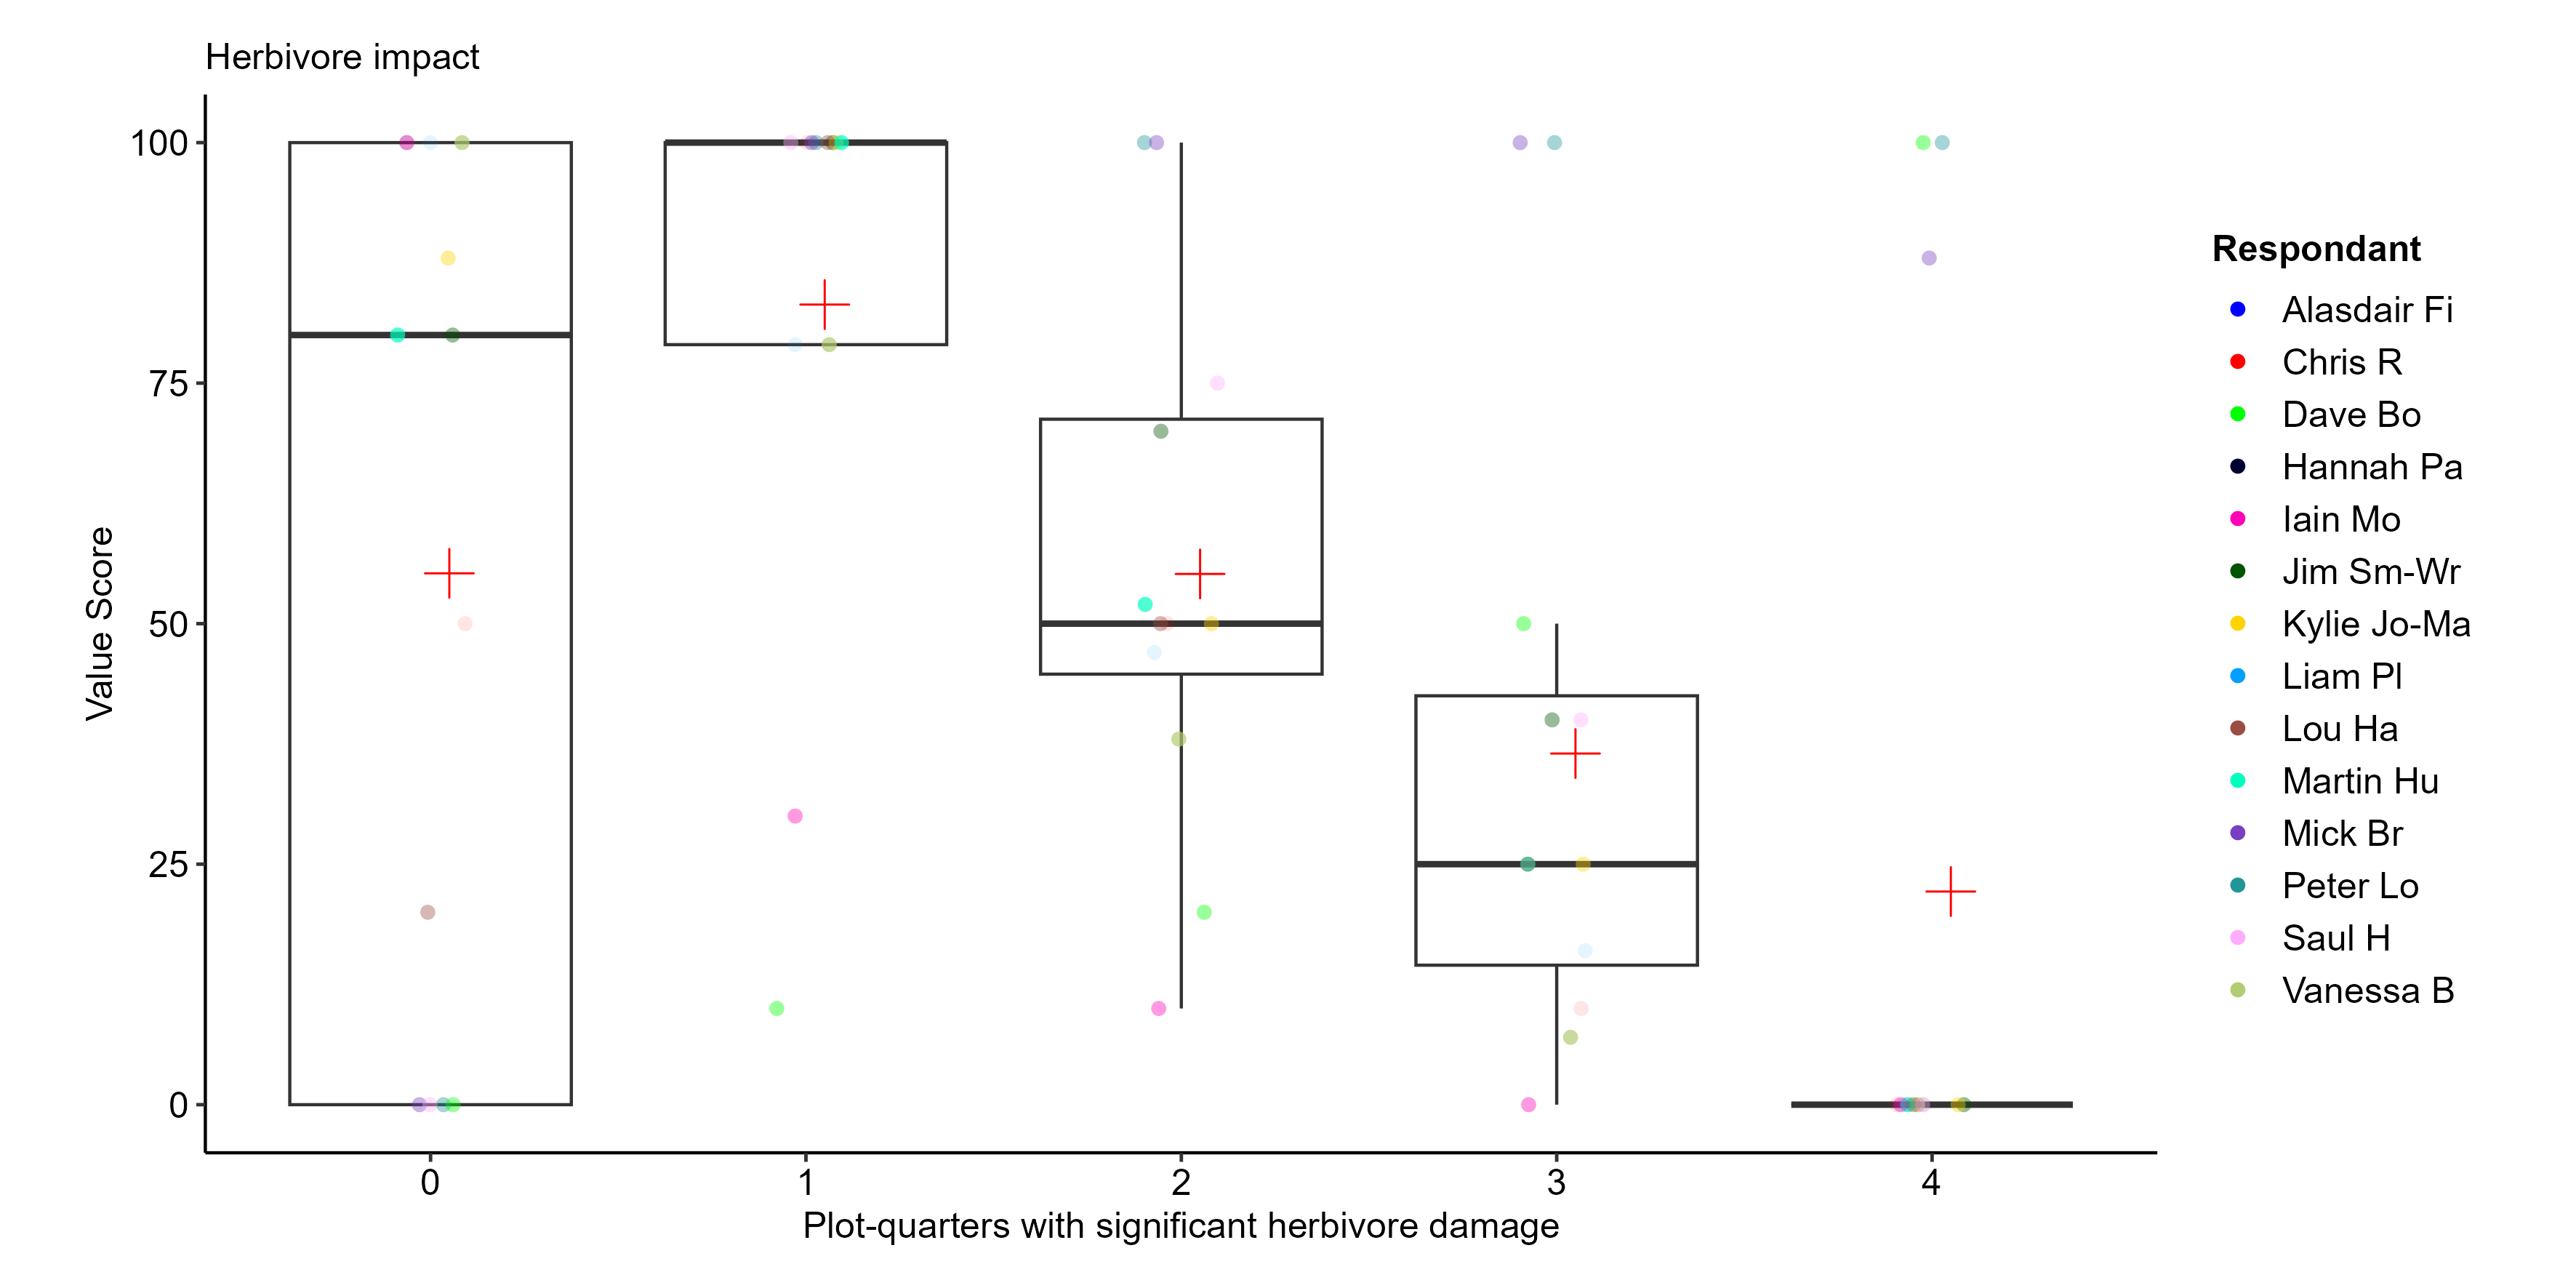 Herbivore impact
100
75
50
25
0
Value Score
0 1 2 3 4
Plot-quarters with significant herbivore damage
Respondant
Alasdair Fi
Chris R
Dave Bo
Hannah Pa
Iain Mo
Jim Sm-Wr
Kylie Jo-Ma
Liam Pl
Lou Ha
Martin Hu
Mick Br
Peter Lo
Saul H
Vanessa B